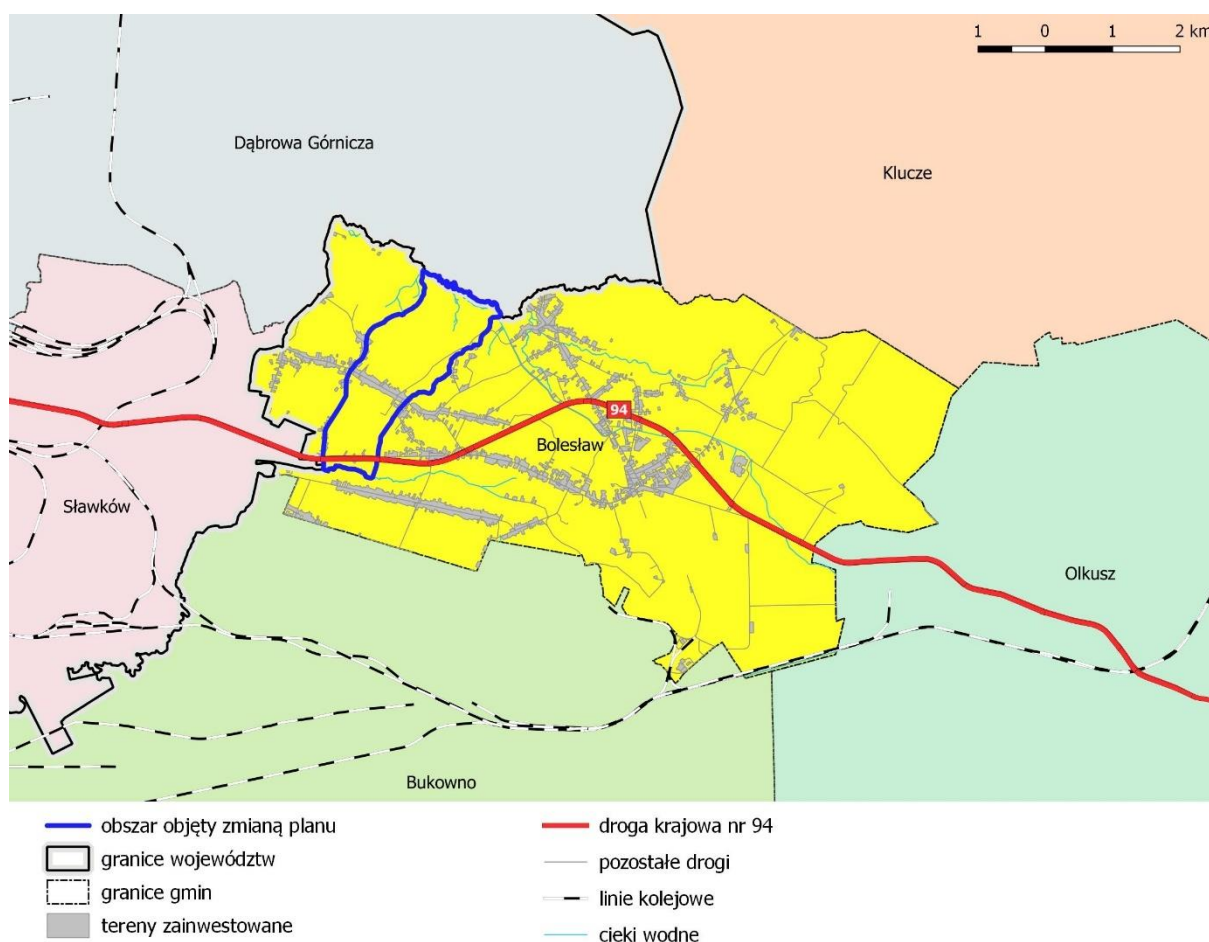 1 0 1 2 km
Dąbrowa Górnicza
Klucze
94
Bolesław
Sławków
Olkusz
Bukowno
obszar objęty zmianą planu
granice województw
granice gmin
tereny zainwestowane
droga krajowa nr 94
pozostałe drogi
linie kolejowe
cieki wodne